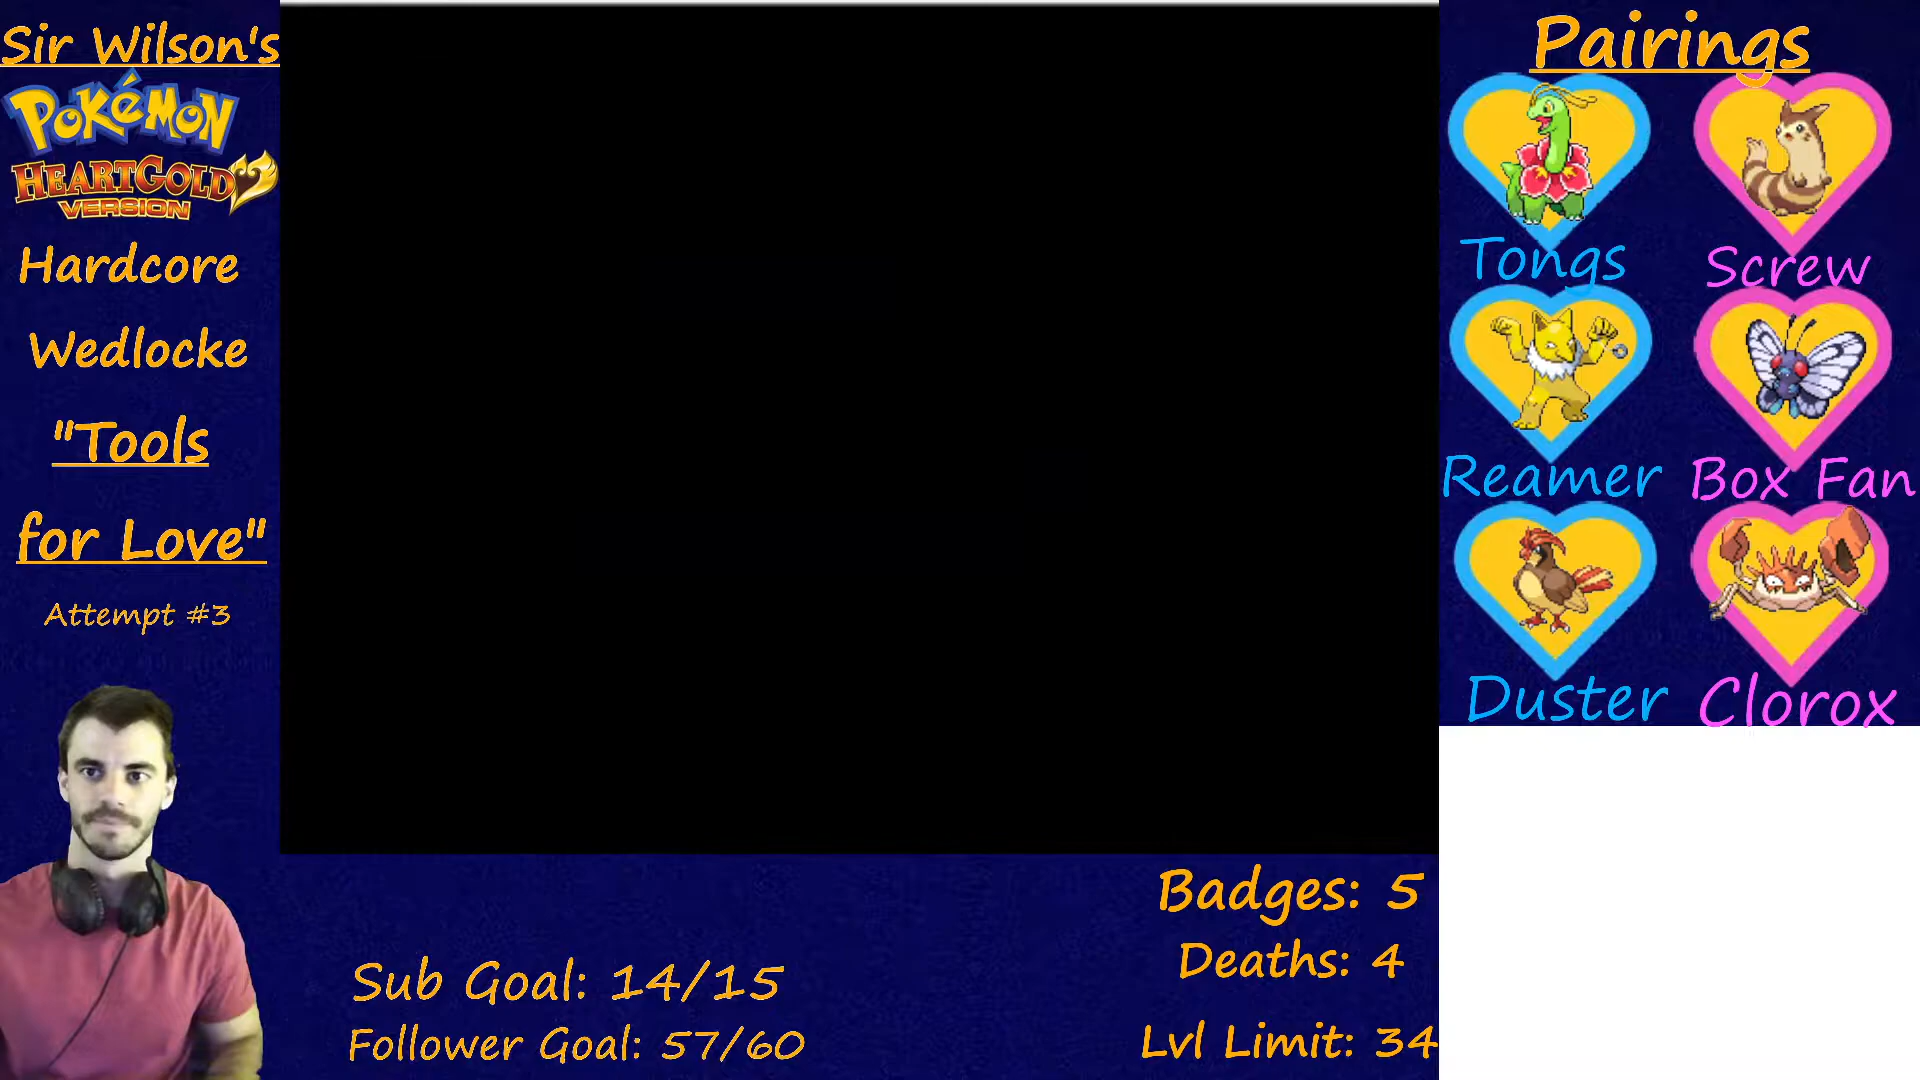 Sir Wilson's
POKéMON
HEARTGOLD
VERSION
Hardcore
Wedlocke
"Tools
for Love"
Attempt #3
Pairings
Tongs Screw
Reamer Box Fan
Duster Clorox
Badges: 5
Deaths: 4
Lvl Limit: 34
Sub Goal: 14/15
Follower Goal: 57/60